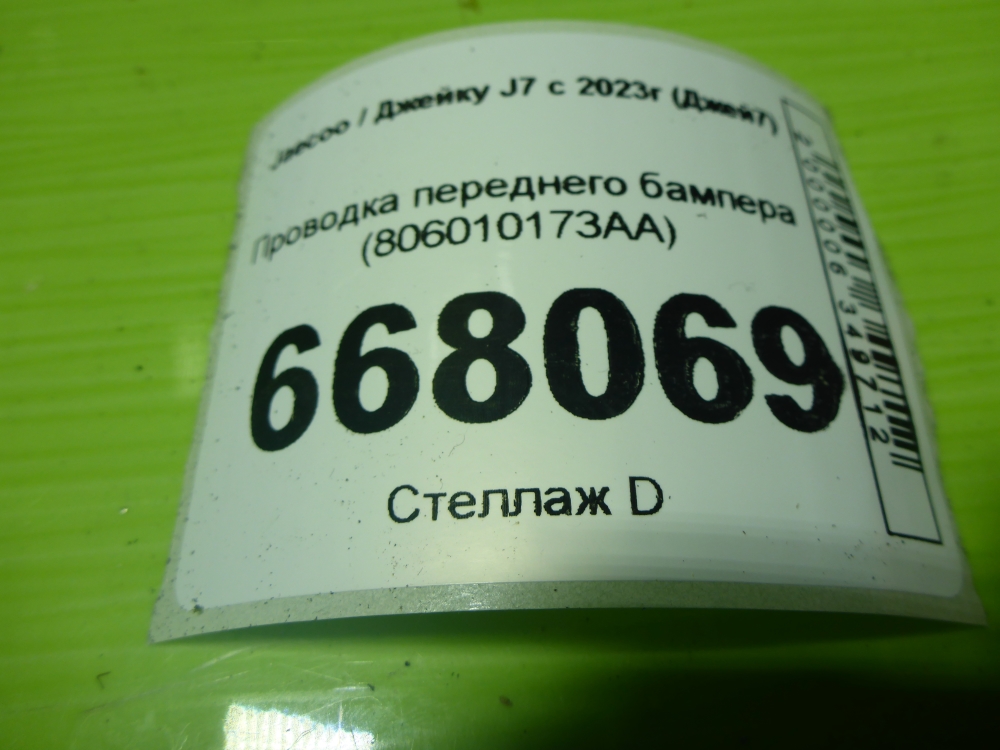 Jaecoo / Джейку J7 с 2023г (Джей7)
Проводка переднего бампера
(806010173AA)
668069
Стеллаж D
2000006349712